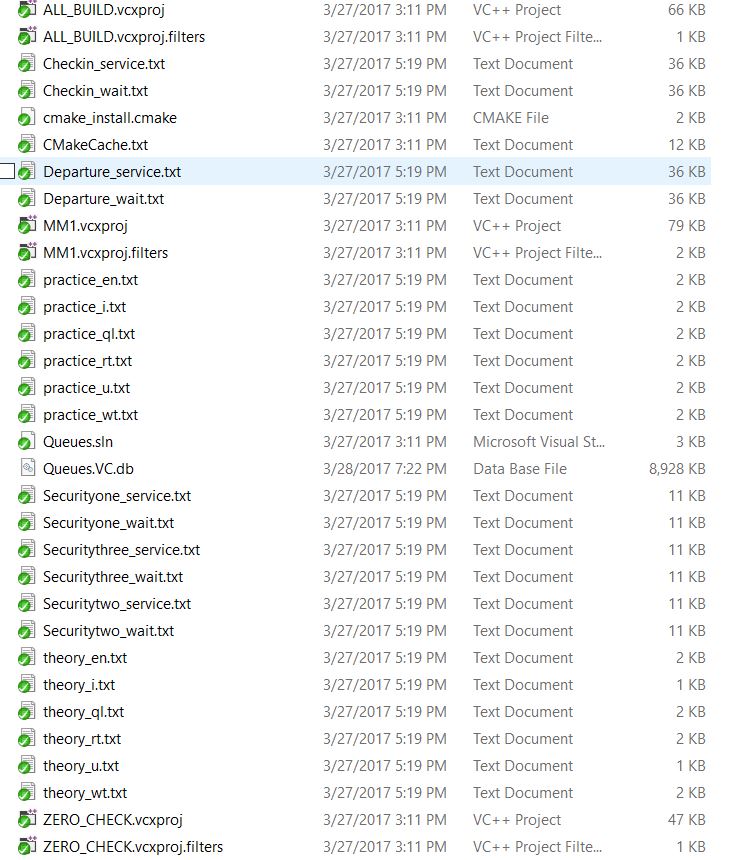 ALL_BUILD.vcxproj 3/27/2017 3:11 PM VC++ Project 66 KB
ALL_BUILD.vcxproj.filters 3/27/2017 3:11 PM VC++ Project Filte... 1 KB
Checkin_service.txt 3/27/2017 5:19 PM Text Document 36 KB
Checkin_wait.txt 3/27/2017 5:19 PM Text Document 36 KB
cmake_install.cmake 3/27/2017 3:11 PM CMAKE File 2 KB
CMakeCache.txt 3/27/2017 3:11 PM Text Document 12 KB
Departure_service.txt 3/27/2017 5:19 PM Text Document 36 KB
Departure_wait.txt 3/27/2017 5:19 PM Text Document 36 KB
MM1.vcxproj 3/27/2017 3:11 PM VC++ Project 79 KB
MM1.vcxproj.filters 3/27/2017 3:11 PM VC++ Project Filte... 2 KB
practice_en.txt 3/27/2017 5:19 PM Text Document 2 KB
practice_i.txt 3/27/2017 5:19 PM Text Document 2 KB
practice_ql.txt 3/27/2017 5:19 PM Text Document 2 KB
practice_rt.txt 3/27/2017 5:19 PM Text Document 2 KB
practice_u.txt 3/27/2017 5:19 PM Text Document 2 KB
practice_wt.txt 3/27/2017 5:19 PM Text Document 2 KB
Queues.sln 3/27/2017 3:11 PM Microsoft Visual St... 3 KB
Queues.VC.db 3/28/2017 7:22 PM Data Base File 8,928 KB
Securityone_service.txt 3/27/2017 5:19 PM Text Document 11 KB
Securityone_wait.txt 3/27/2017 5:19 PM Text Document 11 KB
Securitythree_service.txt 3/27/2017 5:19 PM Text Document 11 KB
Securitythree_wait.txt 3/27/2017 5:19 PM Text Document 11 KB
Securitytwo_service.txt 3/27/2017 5:19 PM Text Document 11 KB
Securitytwo_wait.txt 3/27/2017 5:19 PM Text Document 11 KB
theory_en.txt 3/27/2017 5:19 PM Text Document 2 KB
theory_i.txt 3/27/2017 5:19 PM Text Document 1 KB
theory_ql.txt 3/27/2017 5:19 PM Text Document 2 KB
theory_rt.txt 3/27/2017 5:19 PM Text Document 2 KB
theory_u.txt 3/27/2017 5:19 PM Text Document 1 KB
theory_wt.txt 3/27/2017 5:19 PM Text Document 2 KB
ZERO_CHECK.vcxproj 3/27/2017 3:11 PM VC++ Project 47 KB
ZERO_CHECK.vcxproj.filters 3/27/2017 3:11 PM VC++ Project Filte... 1 KB